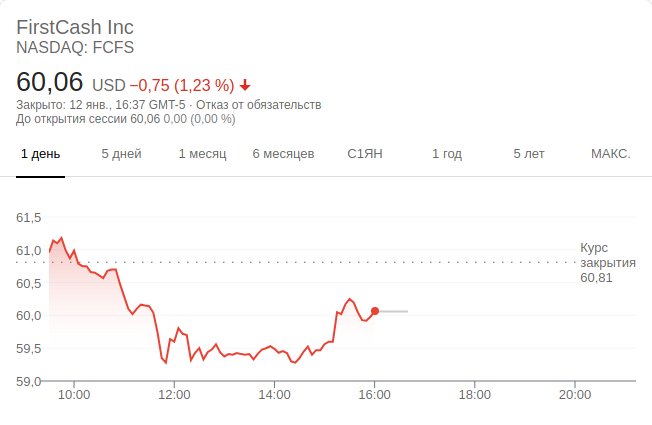 FirstCash Inc
NASDAQ: FCFS
60,06 USD −0,75 (1,23 %)
Закрыто: 12 янв., 16:37 GMT-5 · Отказ от обязательств
До открытия сессии 60,06 0,00 (0,00 %)
1 день 5 дней 1 месяц 6 месяцев С1ЯН 1 год 5 лет МАКС.
61,5
61,0
60,5
60,0
59,5
59,0
Курс
закрытия
60,81
10:00 12:00 14:00 16:00 18:00 20:00